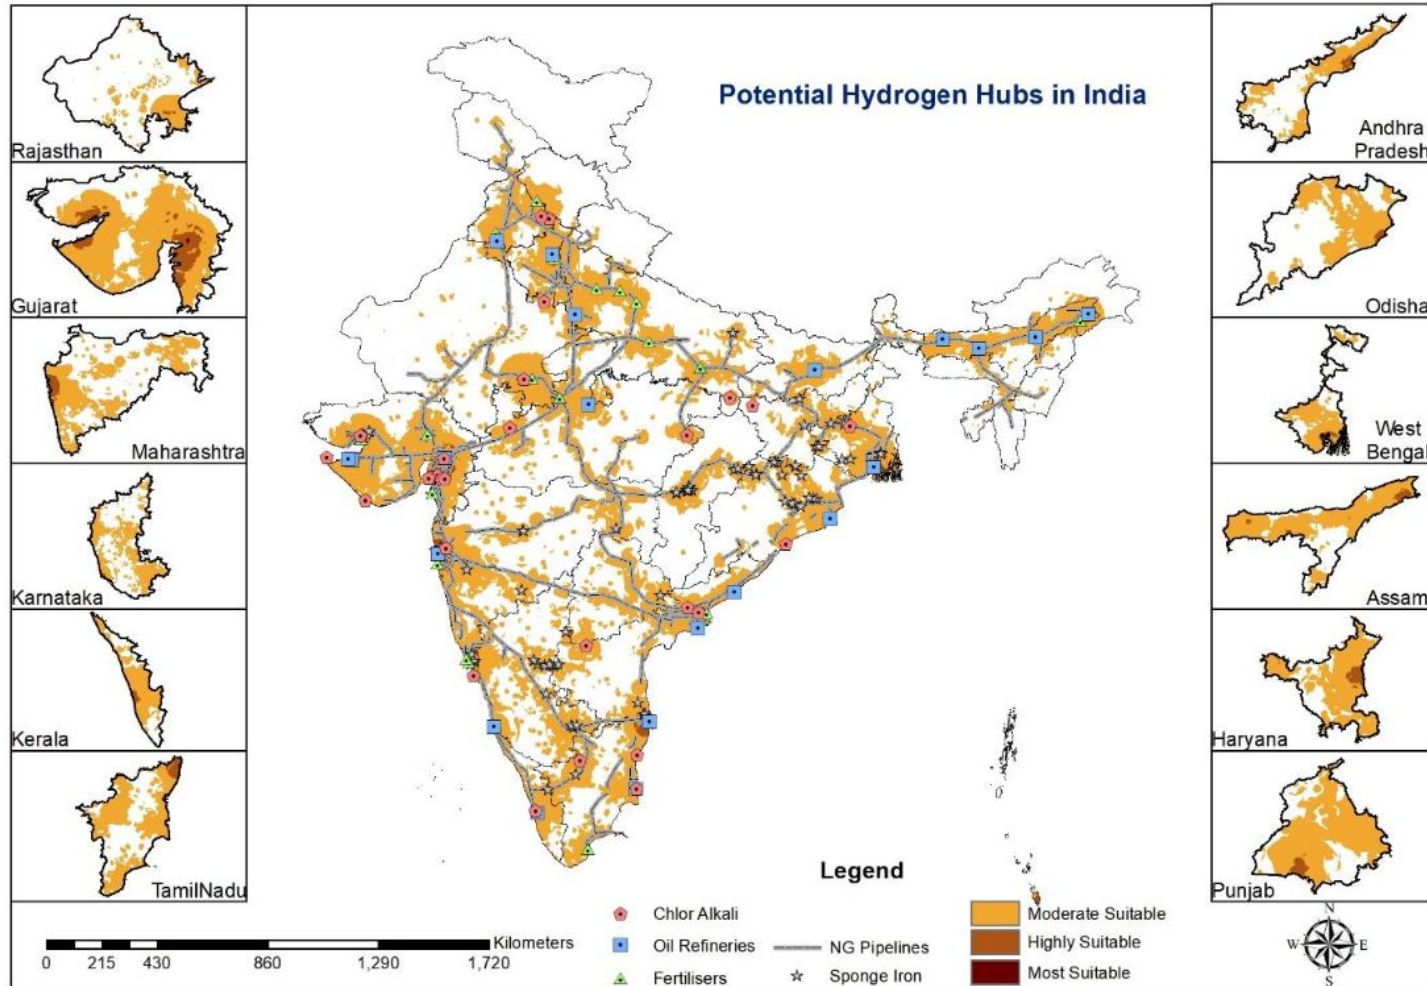 Potential Hydrogen Hubs in India
Rajasthan
Gujarat
Maharashtra
Karnataka
Kerala
TamilNadu
Andhra
Pradesh
Odisha
West
Bengal
Assam
Haryana
Punjab
Legend
Chlor Alkali
Oil Refineries
Fertilisers
NG Pipelines
Sponge Iron
Moderate Suitable
Highly Suitable
Most Suitable
Kilometers
0 215 430 860 1,290 1,720
N
W E
S